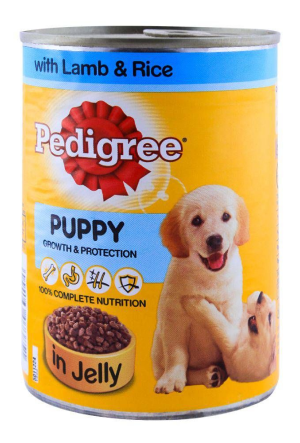 with Lamb & Rice
Pedigree®
PUPPY
GROWTH & PROTECTION
100% COMPLETE NUTRITION
in Jelly